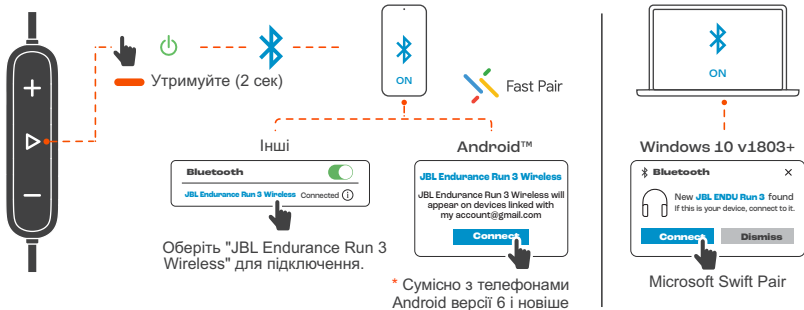 Утримуйте (2 сек)
ON
Fast Pair
Інші
Bluetooth
JBL Endurance Run 3 Wireless Connected
Оберіть "JBL Endurance Run 3
Wireless" для підключення.
Android™
JBL Endurance Run 3 Wireless
JBL Endurance Run 3 Wireless will
appear on devices linked with
my account@gmail.com
Connect
* Сумісно з телефонами
Android версії 6 і новіше
ON
Windows 10 v1803+
Bluetooth
New JBL ENDU Run 3 found
If this is your device, connect to it.
Connect Dismiss
Microsoft Swift Pair